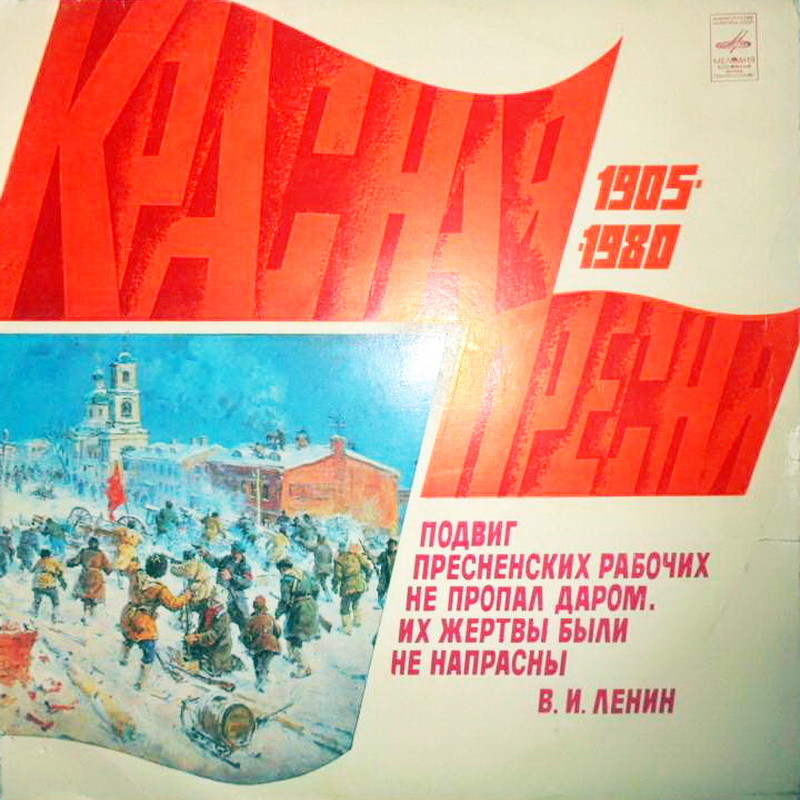 КРАСНАЯ
ПРЕСНЯ
1905-
-1980
МЕЛОДИЯ
ПОДВИГ
ПРЕСНЕНСКИХ РАБОЧИХ
НЕ ПРОПАЛ ДАРОМ.
ИХ ЖЕРТВЫ БЫЛИ
НЕ НАПРАСНЫ
В. И. ЛЕНИН